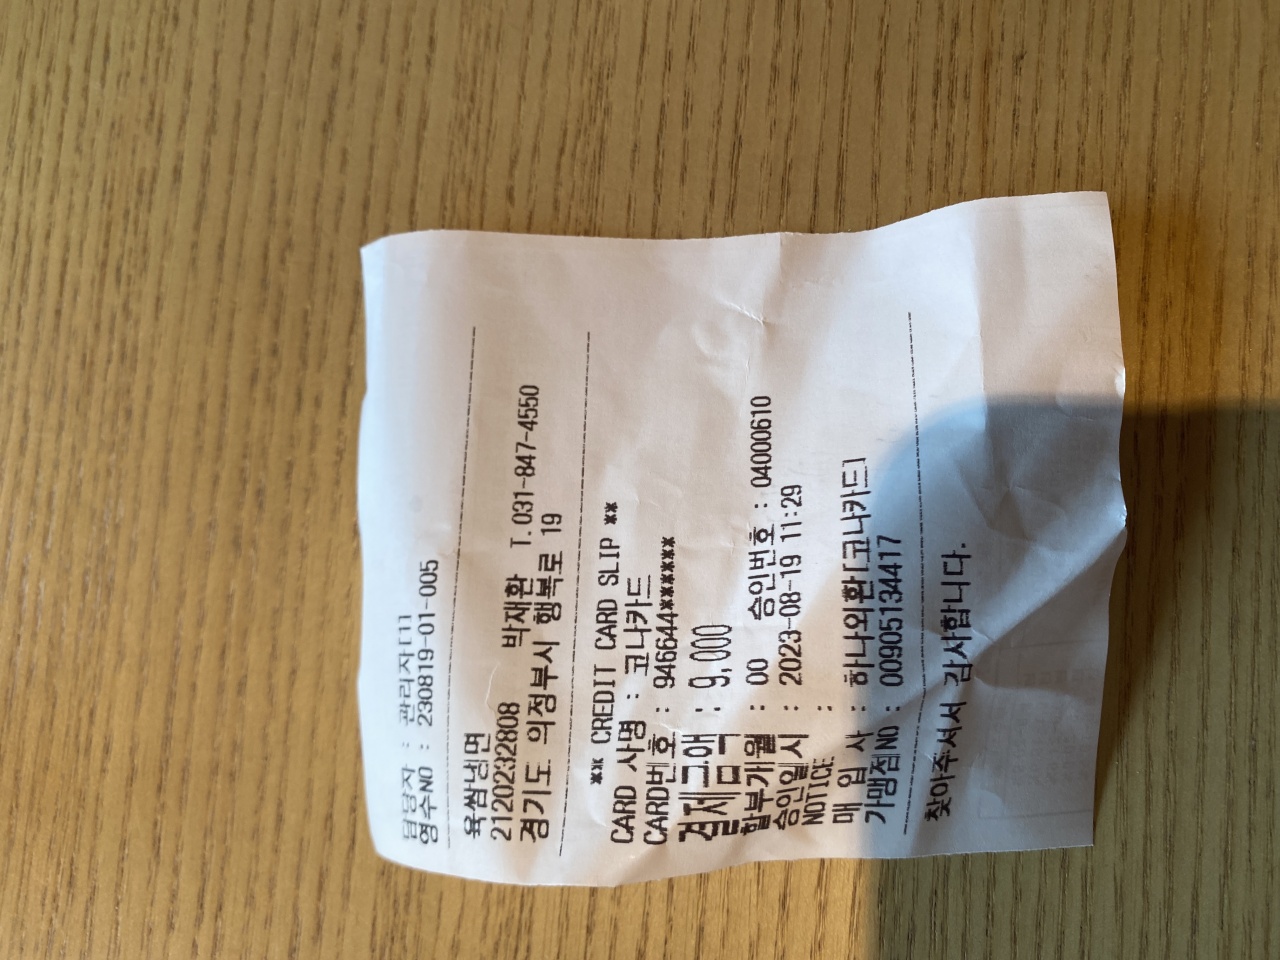 담당자 : 관리자[1]
영수NO : 230819-01-005
육쌈냉면
2120232808 박재환 T.031-847-4550
경기도 의정부시 행복로 19
** CREDIT CARD SLIP **
CARD 사명 : 코나카드
CARD번호 : 946644*******
결제금액 : 9,000
할부개월 : 00 승인번호 : 04000610
승인일시 : 2023-08-19 11:29
NOTICE :
매 입 사 : 하나외환[코나카드]
가맹점NO : 00905134417
찾아주셔서 감사합니다.